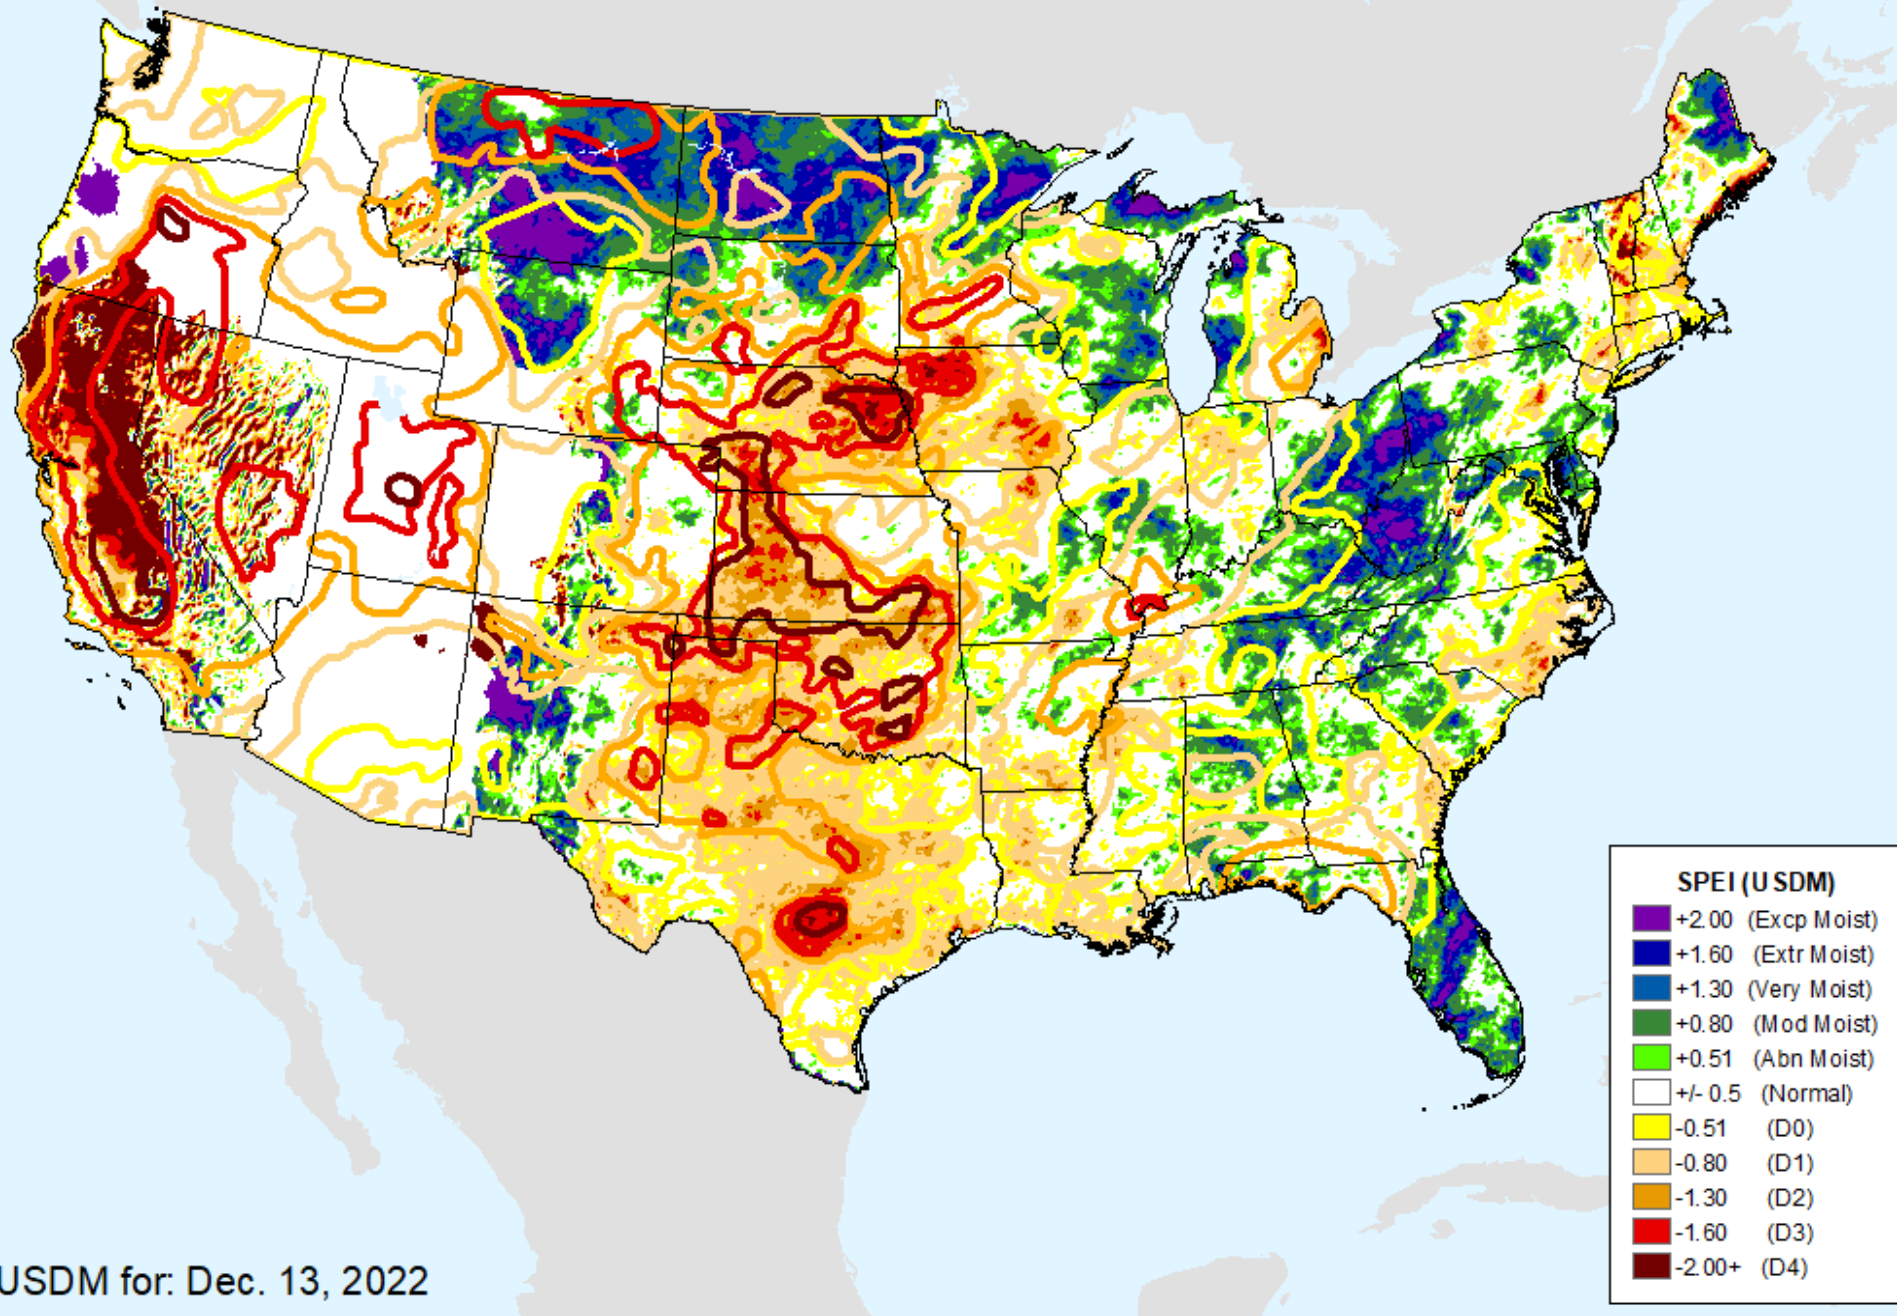 SPEI (USDM)
+2.00 (Excp Moist)
+1.60 (Extr Moist)
+1.30 (Very Moist)
+0.80 (Mod Moist)
+0.51 (Abn Moist)
+/- 0.5 (Normal)
-0.51 (D0)
-0.80 (D1)
-1.30 (D2)
-1.60 (D3)
-2.00+ (D4)
USDM for: Dec. 13, 2022